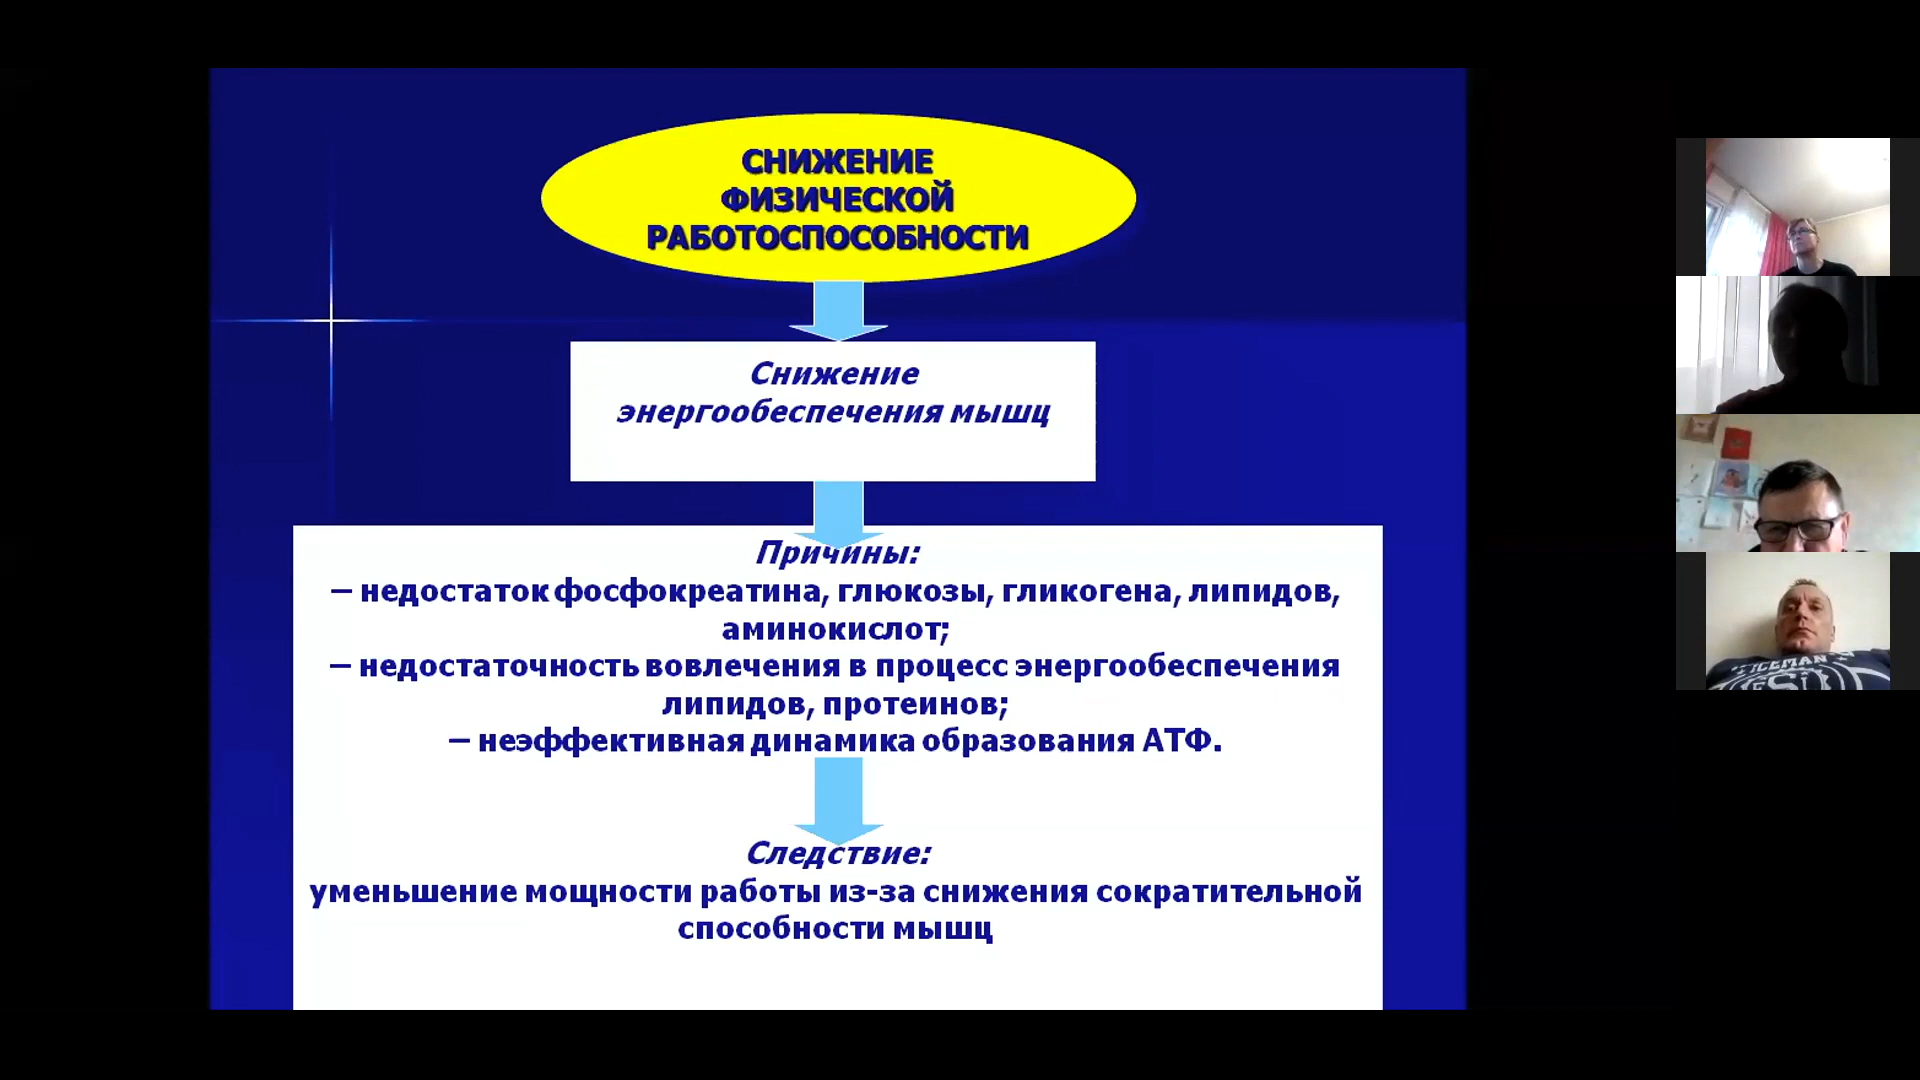 СНИЖЕНИЕ
ФИЗИЧЕСКОЙ
РАБОТОСПОСОБНОСТИ
Снижение
энергообеспечения мышц
Причины:
– недостаток фосфокреатина, глюкозы, гликогена, липидов,
аминокислот;
– недостаточность вовлечения в процесс энергообеспечения
липидов, протеинов;
– неэффективная динамика образования АТФ.
Следствие:
уменьшение мощности работы из-за снижения сократительной
способности мышц
ICEMAN'S